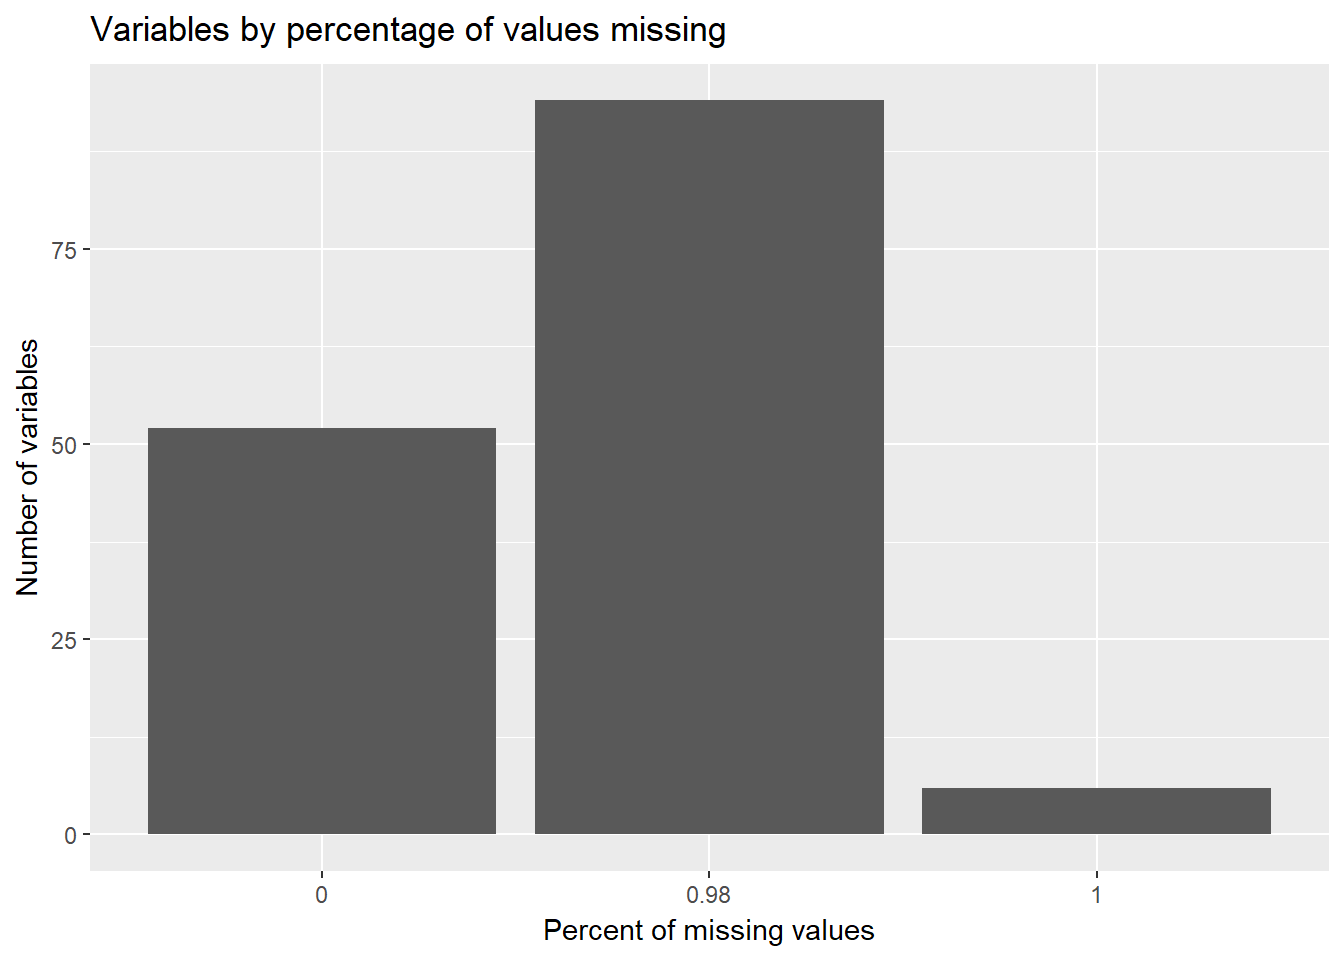 Variables by percentage of values missing
Number of variables
75
50
25
0
0 0.98 1
Percent of missing values